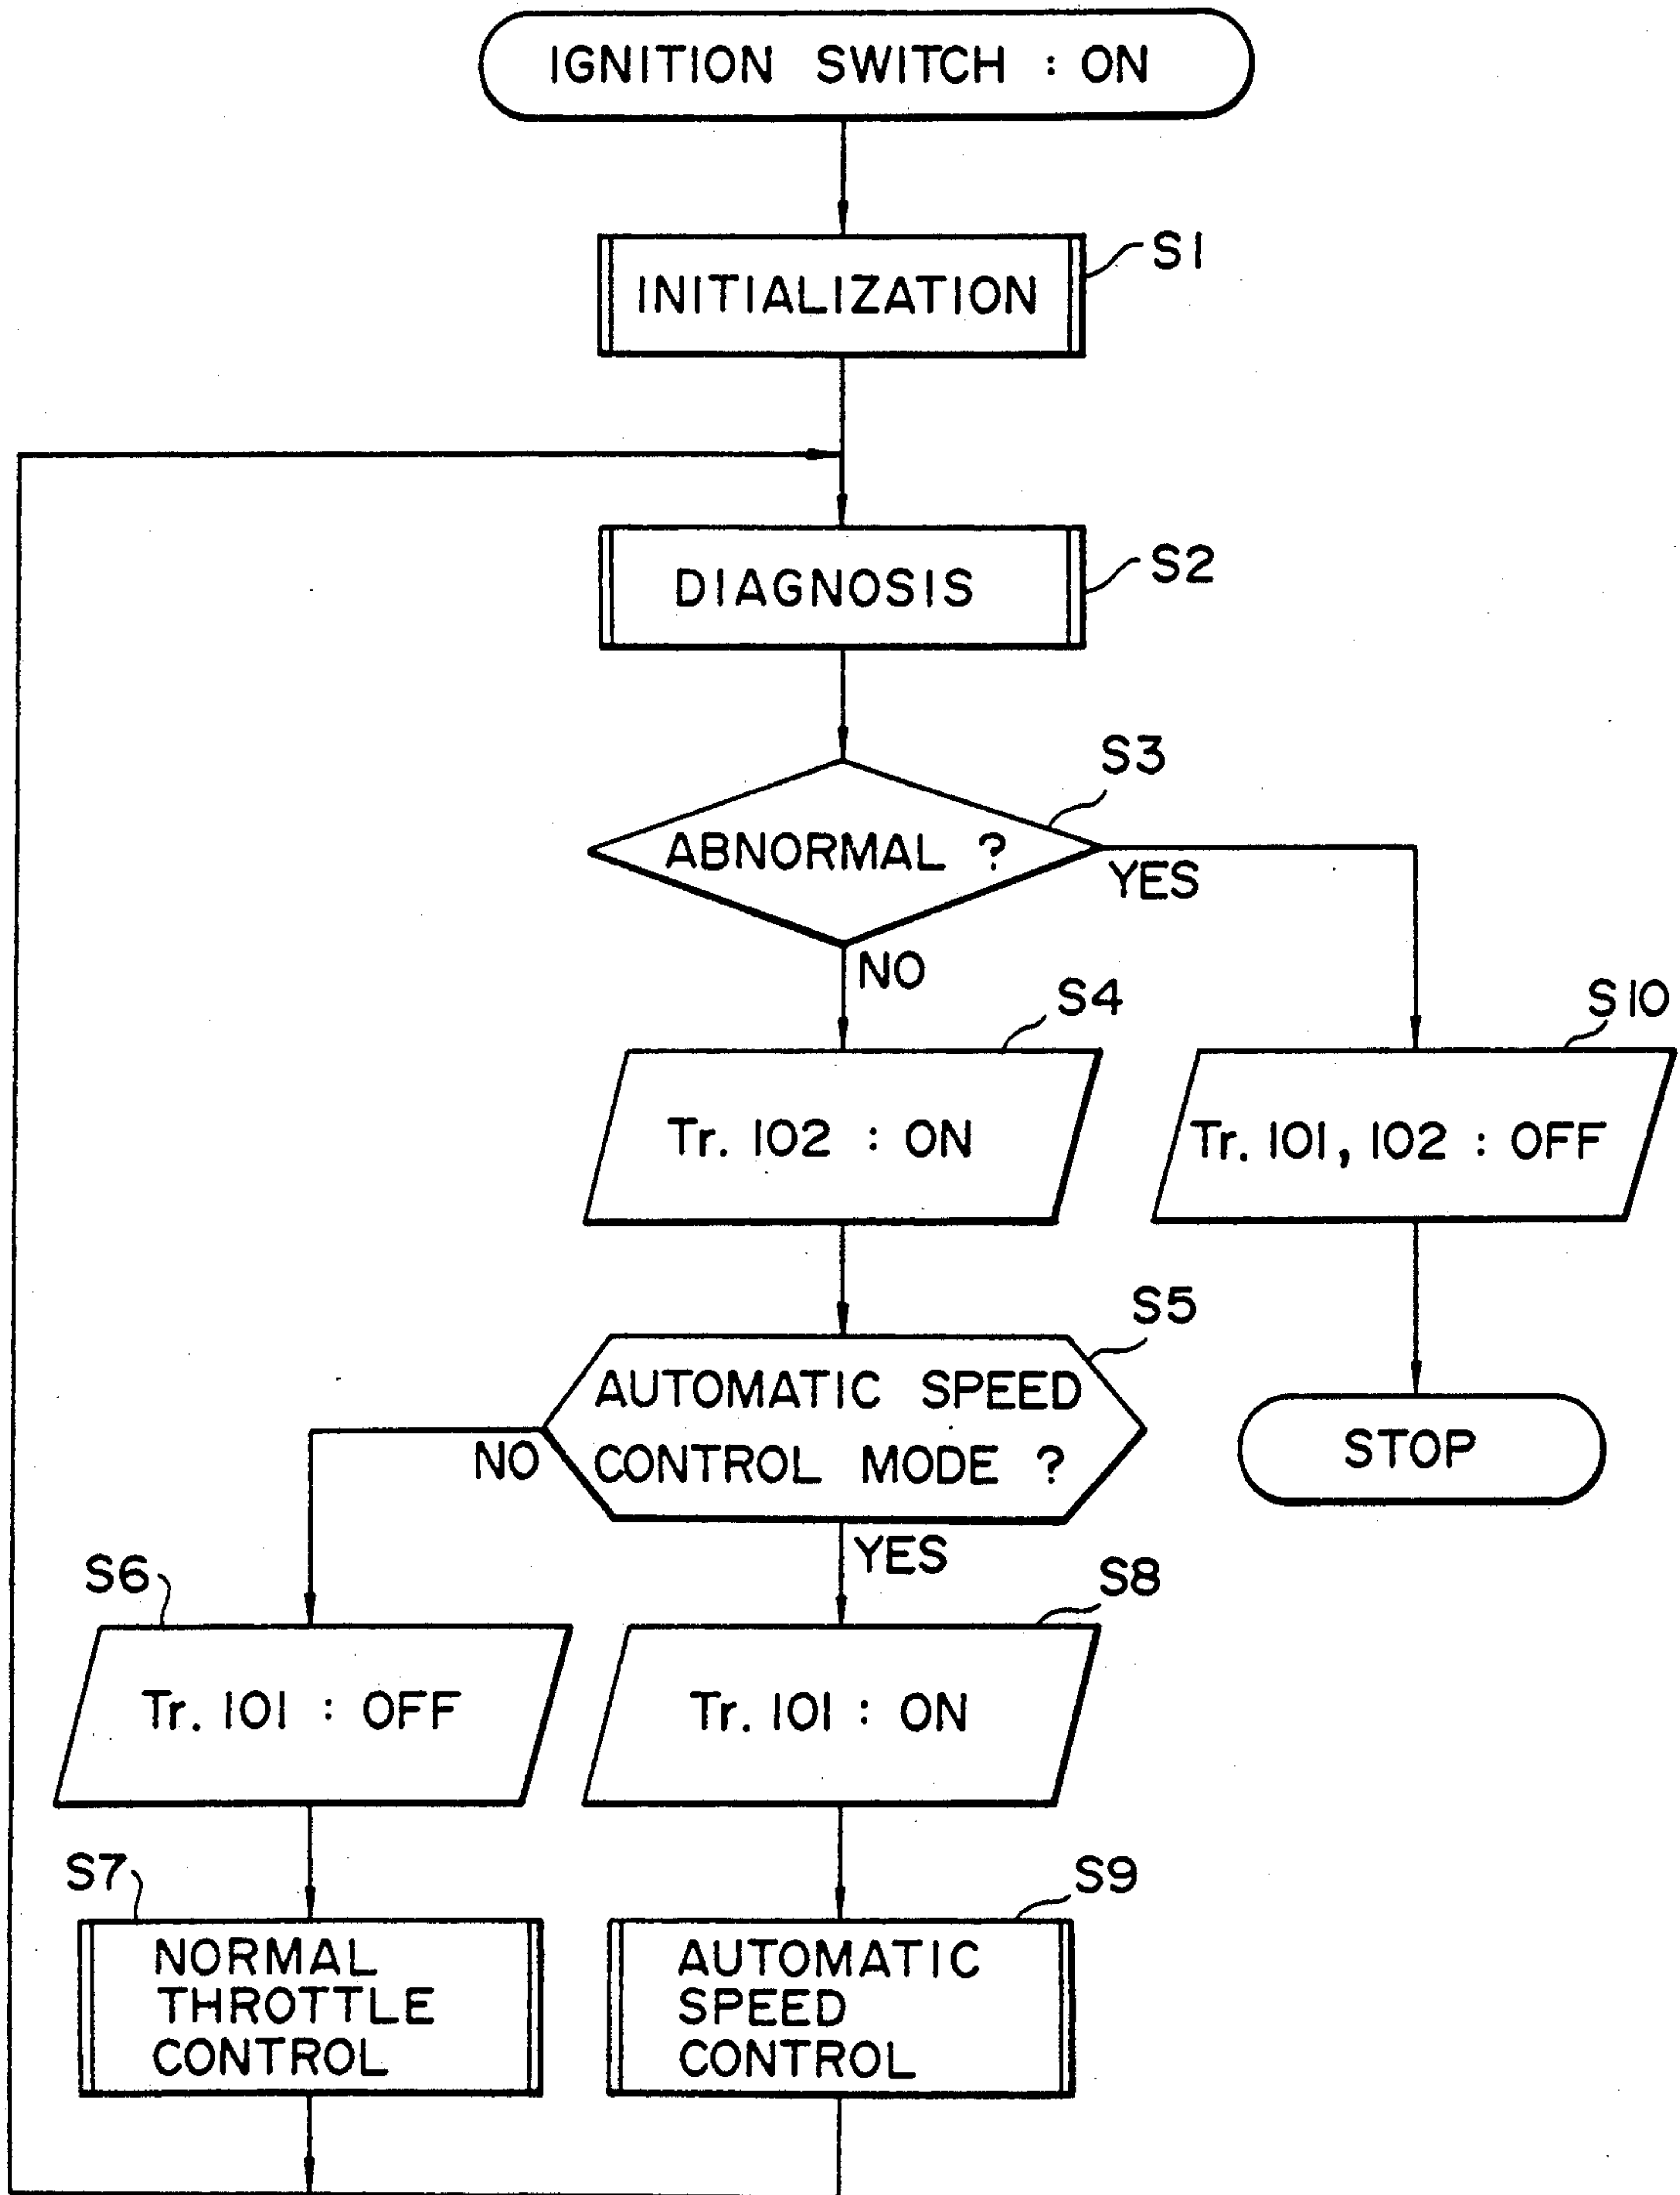 IGNITION SWITCH : ON
INITIALIZATION
S1
DIAGNOSIS
S2
ABNORMAL ?
S3
YES
NO
S4
Tr. 102 : ON
S10
Tr. 101, 102 : OFF
S5
AUTOMATIC SPEED
CONTROL MODE ?
NO
YES
STOP
S6
Tr. 101 : OFF
S8
Tr. 101 : ON
S7
NORMAL
THROTTLE
CONTROL
S9
AUTOMATIC
SPEED
CONTROL